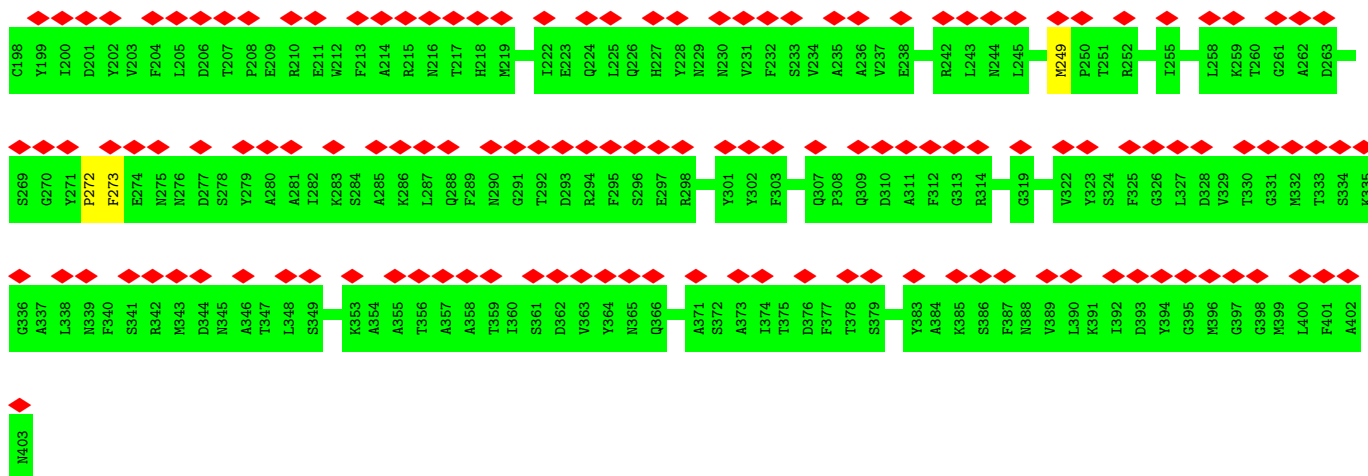 C198 Y199 I200 D201 Y202 V203 F204 L205 D206 T207 P208 E209 R210 E211 W212 F213 A214 R215 N216 T217 H218 M219 I222 E223 Q224 L225 Q226 H227 Y228 N229 N230 V231 F232 S233 V234 A235 A236 V237 E238 R242 L243 N244 L245 M249 P250 T251 R252 I255 L258 K259 T260 G261 A262 D263
S269 G270 Y271 P272 F273 E274 N275 N276 D277 S278 Y279 A280 A281 I282 K283 S284 A285 K286 L287 Q288 F289 N290 G291 T292 D293 R294 F295 S296 E297 R298 Y301 Y302 F303 Q307 P308 Q309 D310 A311 F312 G313 R314 G319 V322 Y323 S324 F325 G326 L327 D328 V329 T330 G331 M332 T333 S334 K335
G336 A337 L338 N339 F340 S341 R342 M343 D344 N345 A346 T347 L348 S349 K353 A354 A355 T356 A357 A358 T359 I360 S361 D362 V363 Y364 N365 Q366 A371 S372 A373 I374 T375 D376 F377 T378 S379 Y383 A384 K385 S386 F387 N388 V389 L390 K391 I392 D393 Y394 G395 M396 G397 G398 M399 L400 F401 A402
N403